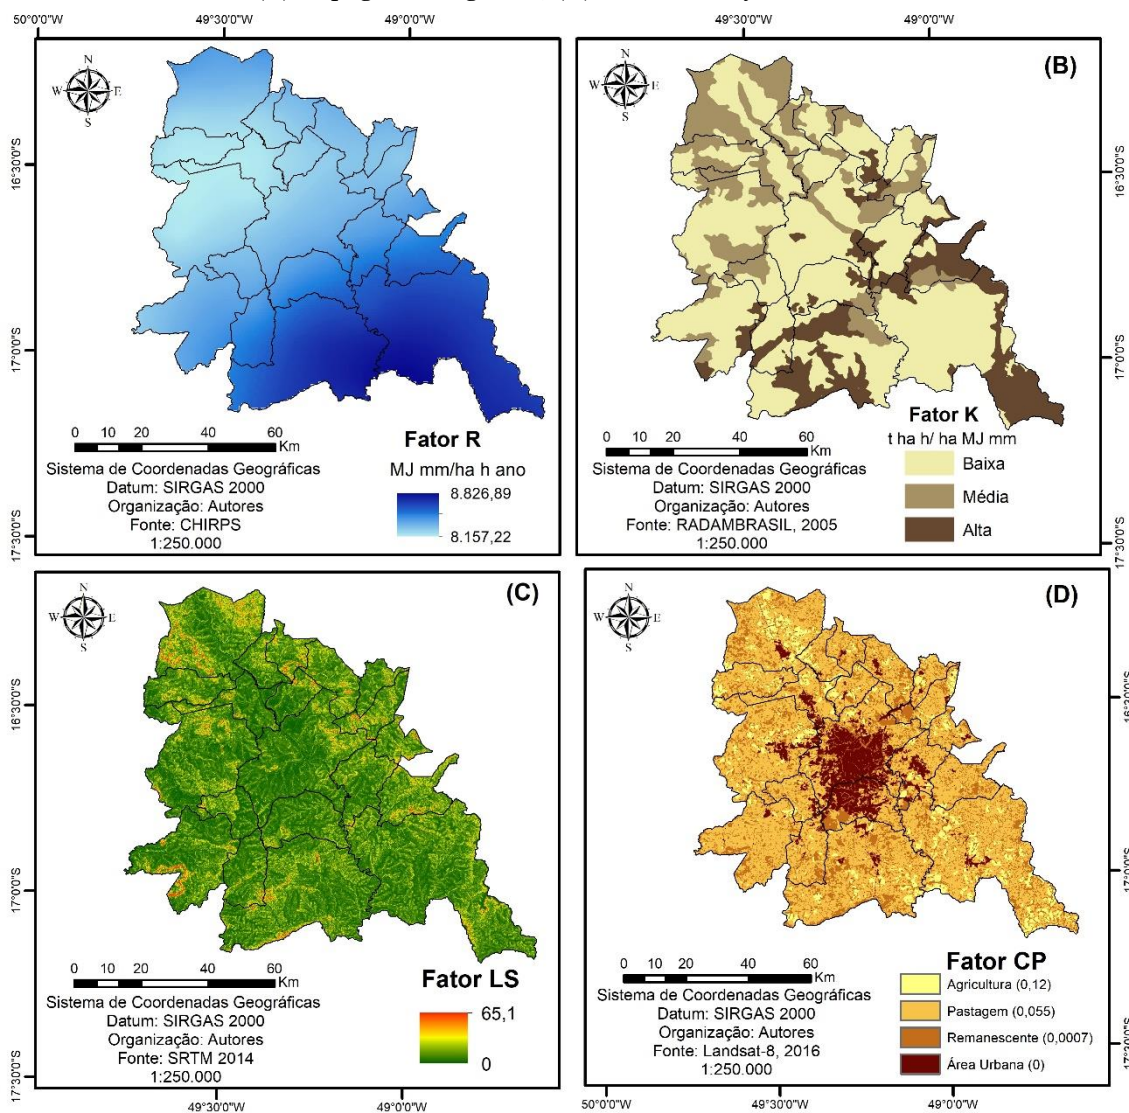 50°0'0"W 49°30'0"W 49°0'0"W
49°30'0"W 49°0'0"W
N
W E
S
16°30'0"S
17°0'0"S
17°30'0"S
0 10 20 40 60
Km
Sistema de Coordenadas Geográficas
Datum: SIRGAS 2000
Organização: Autores
Fonte: CHIRPS
1:250.000
Fator R
MJ mm/ha h ano
8.826,89
8.157,22
(B)
N
W E
S
16°30'0"S
17°0'0"S
17°30'0"S
0 10 20 40 60
Km
Sistema de Coordenadas Geográficas
Datum: SIRGAS 2000
Organização: Autores
Fonte: RADAMBRASIL, 2005
1:250.000
Fator K
t ha h/ ha MJ mm
Baixa
Média
Alta
(C)
N
W E
S
16°30'0"S
17°0'0"S
17°30'0"S
0 10 20 40 60
Km
Sistema de Coordenadas Geográficas
Datum: SIRGAS 2000
Organização: Autores
Fonte: SRTM 2014
1:250.000
Fator LS
65,1
0
49°30'0"W 49°0'0"W
(D)
N
W E
S
16°30'0"S
17°0'0"S
17°30'0"S
0 10 20 40 60
Km
Sistema de Coordenadas Geográficas
Datum: SIRGAS 2000
Organização: Autores
Fonte: Landsat-8, 2016
1:250.000
Fator CP
Agricultura (0,12)
Pastagem (0,055)
Remanescente (0,0007)
Área Urbana (0)
50°0'0"W 49°30'0"W 49°0'0"W